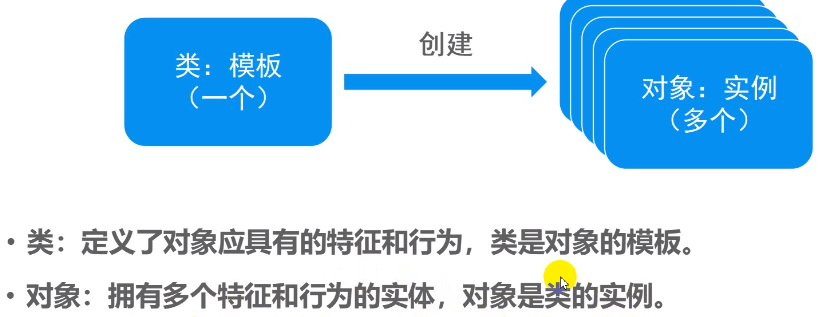 类：模板
（一个）
创建
对象：实例
（多个）
• 类：定义了对象应具有的特征和行为，类是对象的模板。
• 对象：拥有多个特征和行为的实体，对象是类的实例。